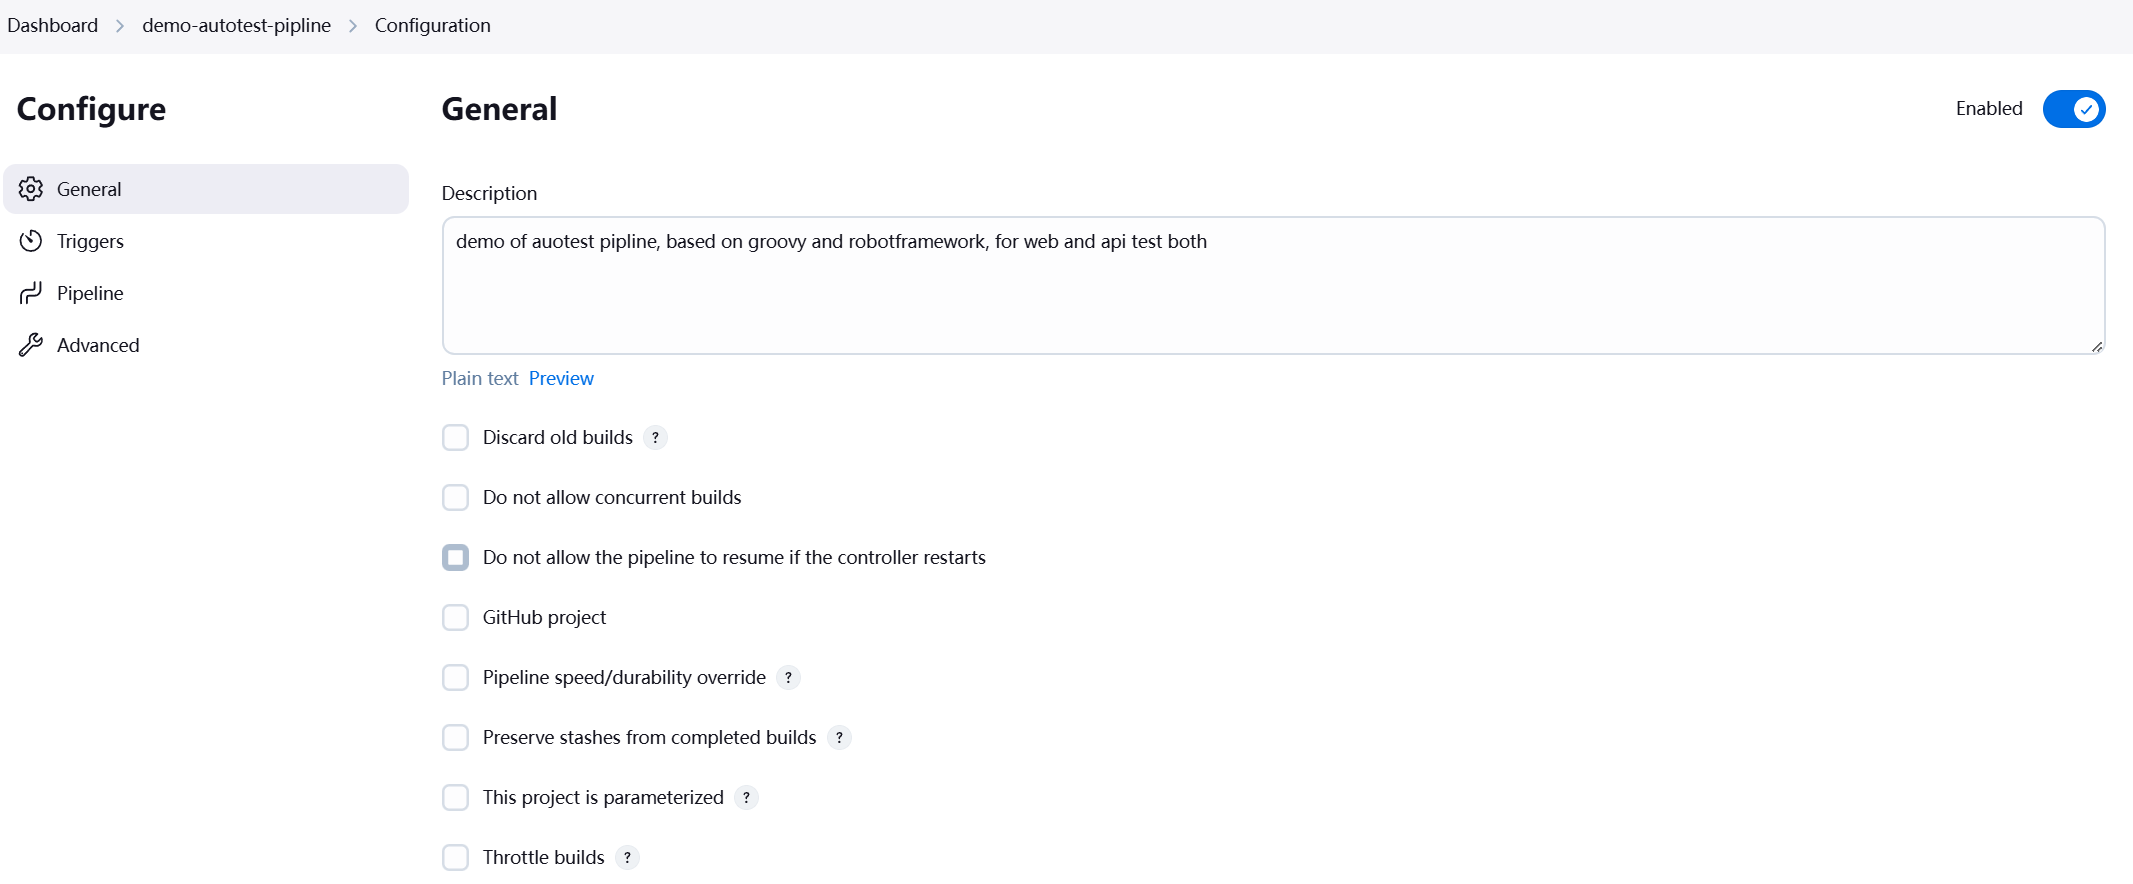 Dashboard > demo-autotest-pipline > Configuration
Configure
General
Triggers
Pipeline
Advanced
General
Enabled
Description
demo of auotest pipline, based on groovy and robotframework, for web and api test both
Plain text Preview
Discard old builds ?
Do not allow concurrent builds
Do not allow the pipeline to resume if the controller restarts
GitHub project
Pipeline speed/durability override ?
Preserve stashes from completed builds ?
This project is parameterized ?
Throttle builds ?